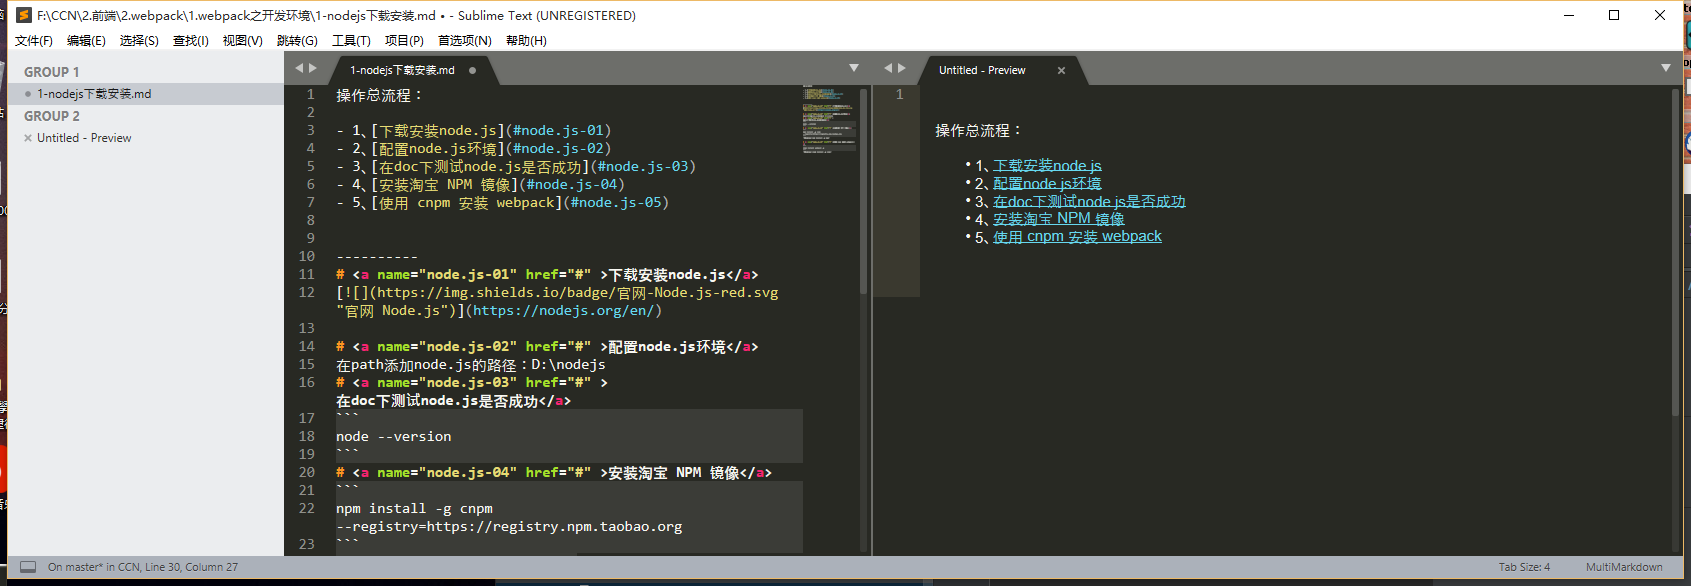 F:\CCN\2.前端\2.webpack\1.webpack之开发环境\1-nodejs下载安装.md • - Sublime Text (UNREGISTERED)
文件(F) 编辑(E) 选择(S) 查找(I) 视图(V) 跳转(G) 工具(T) 项目(P) 首选项(N) 帮助(H)
GROUP 1
1-nodejs下载安装.md
GROUP 2
Untitled - Preview
1-nodejs下载安装.md
1 操作总流程：
2
3 - 1、[下载安装node.js](#node.js-01)
4 - 2、[配置node.js环境](#node.js-02)
5 - 3、[在doc下测试node.js是否成功](#node.js-03)
6 - 4、[安装淘宝 NPM 镜像](#node.js-04)
7 - 5、[使用 cnpm 安装 webpack](#node.js-05)
8
9
10 ----------
11 # <a name="node.js-01" href="#" >下载安装node.js</a>
12 [![](https://img.shields.io/badge/官网-Node.js-red.svg
"官网 Node.js")](https://nodejs.org/en/)
13
14 # <a name="node.js-02" href="#" >配置node.js环境</a>
15 在path添加node.js的路径：D:\nodejs
16 # <a name="node.js-03" href="#" >
在doc下测试node.js是否成功</a>
17 ```
18 node --version
19 ```
20 # <a name="node.js-04" href="#" >安装淘宝 NPM 镜像</a>
21 ```
22 npm install -g cnpm
--registry=https://registry.npm.taobao.org
23 ```
Untitled - Preview
1
操作总流程：
• 1、下载安装node.js
• 2、配置node.js环境
• 3、在doc下测试node.js是否成功
• 4、安装淘宝 NPM 镜像
• 5、使用 cnpm 安装 webpack
On master* in CCN, Line 30, Column 27
Tab Size: 4
MultiMarkdown